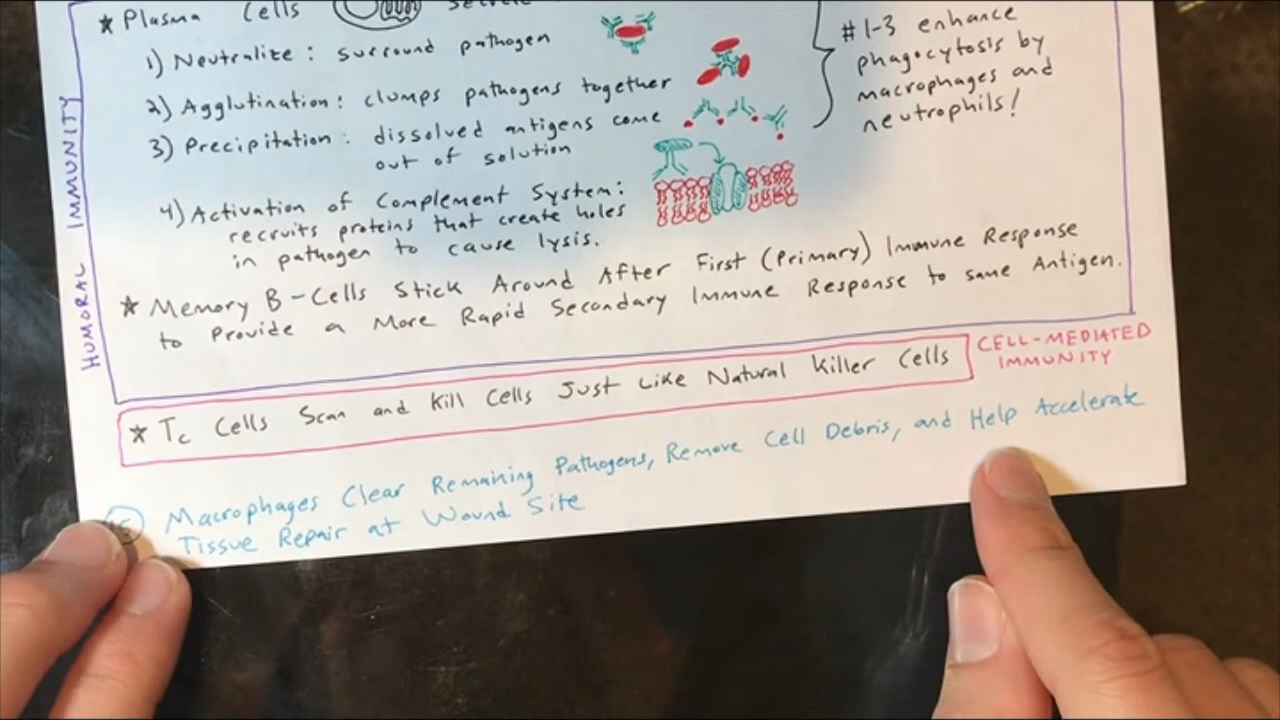 * Plasma Cells
1) Neutralize: surround pathogen
2) Agglutination: clumps pathogens together
3) Precipitation: dissolved antigens come
out of solution
4) Activation of Complement System:
recruits proteins that create holes
in pathogen to cause lysis.
#1-3 enhance
phagocytosis by
macrophages and
neutrophils!
* Memory B-Cells Stick Around After First (Primary) Immune Response
to Provide a More Rapid Secondary Immune Response to same Antigen.
HUMORAL IMMUNITY
* Tc Cells Scan and Kill Cells Just Like Natural Killer Cells
CELL-MEDIATED
IMMUNITY
Macrophages Clear Remaining Pathogens, Remove Cell Debris, and Help Accelerate
Tissue Repair at Wound Site